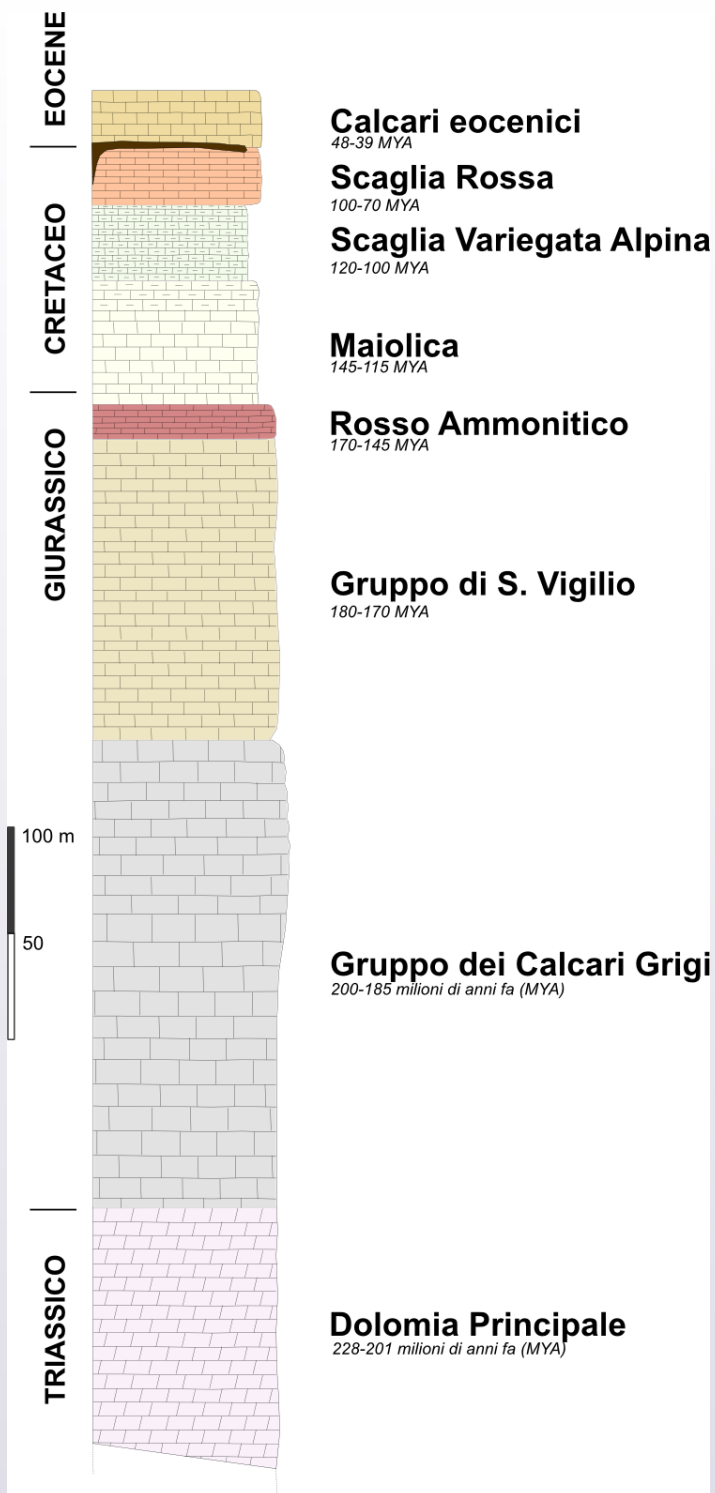 EOCENE
Calcari eocenici
48-39 MYA
Scaglia Rossa
100-70 MYA
CRETACEO
Scaglia Variegata Alpina
120-100 MYA
Maiolica
145-115 MYA
GIURASSICO
Rosso Ammonitico
170-145 MYA
Gruppo di S. Vigilio
180-170 MYA
100 m
50
Gruppo dei Calcari Grigi
200-185 milioni di anni fa (MYA)
TRIASSICO
Dolomia Principale
228-201 milioni di anni fa (MYA)